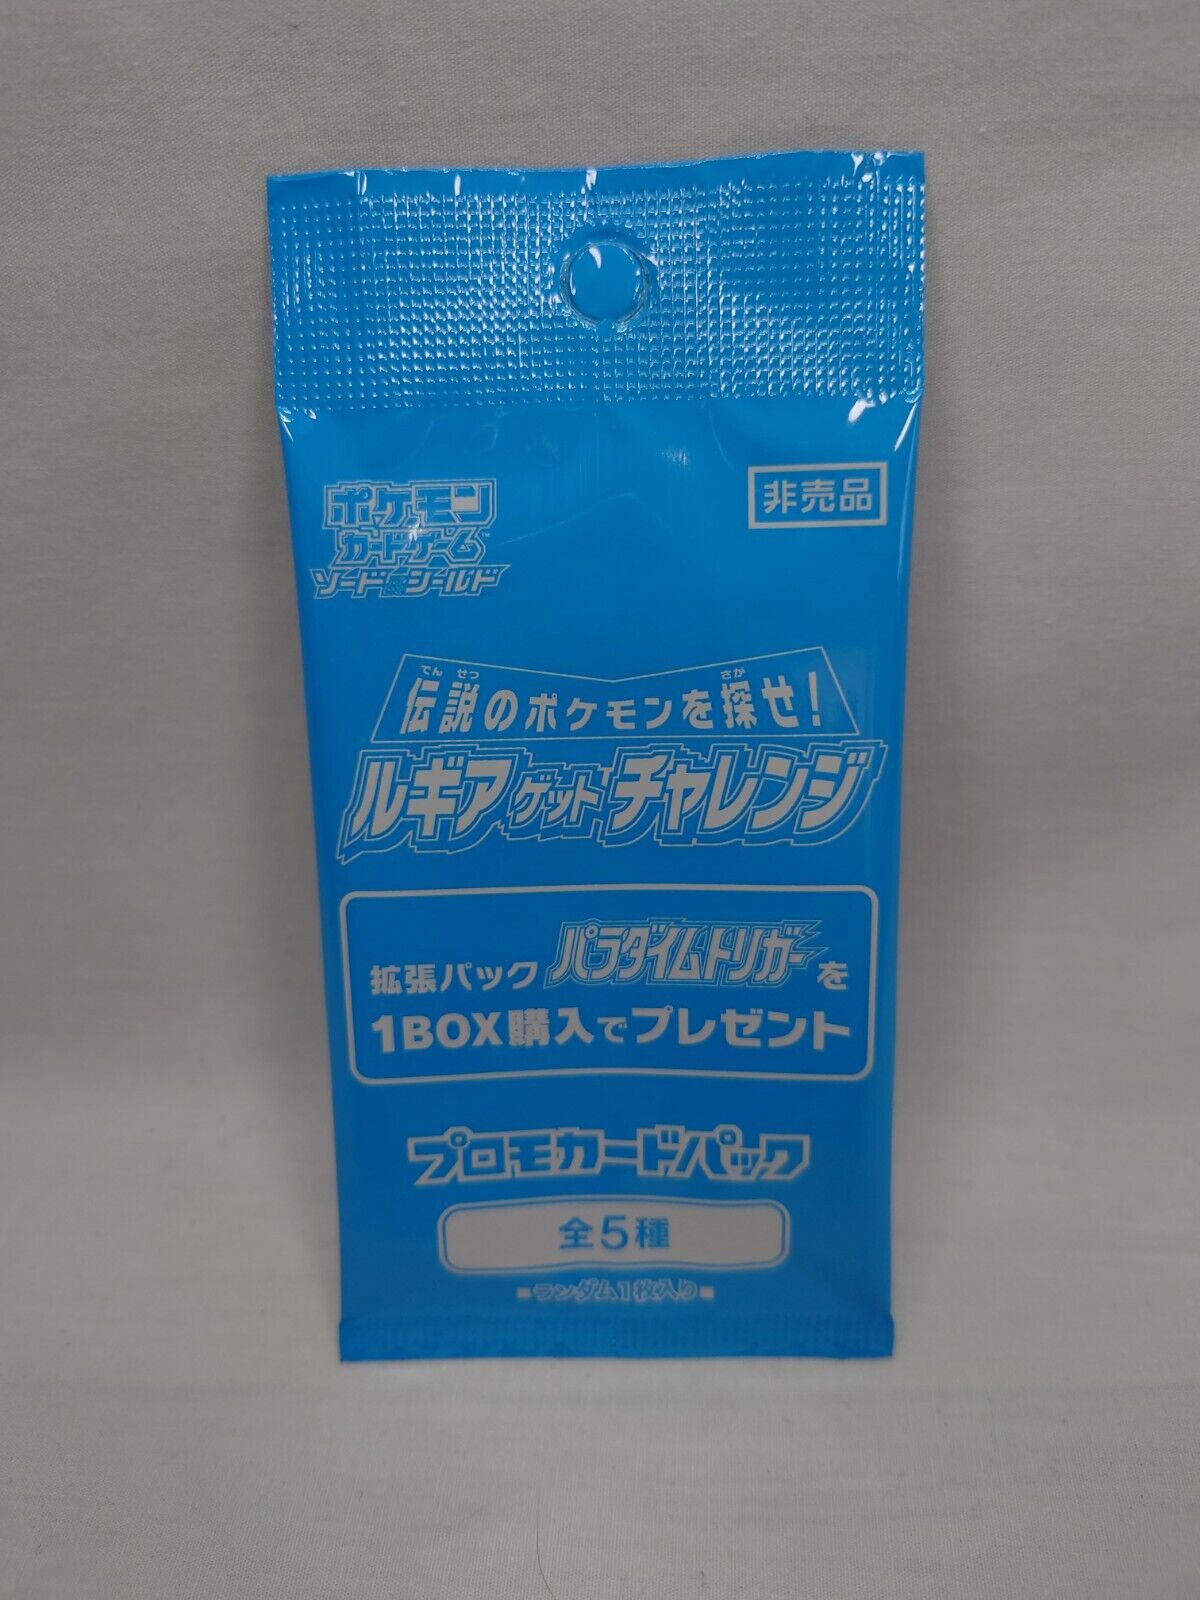 非売品
ポケモン
カードゲーム™
ソード&シールド
でんせつ さが
伝説のポケモンを探せ!
ルギアゲットチャレンジ
拡張パック パラダイムトリガーを
1BOX購入でプレゼント
プロモカードパック
全5種
■ランダム1枚入り■